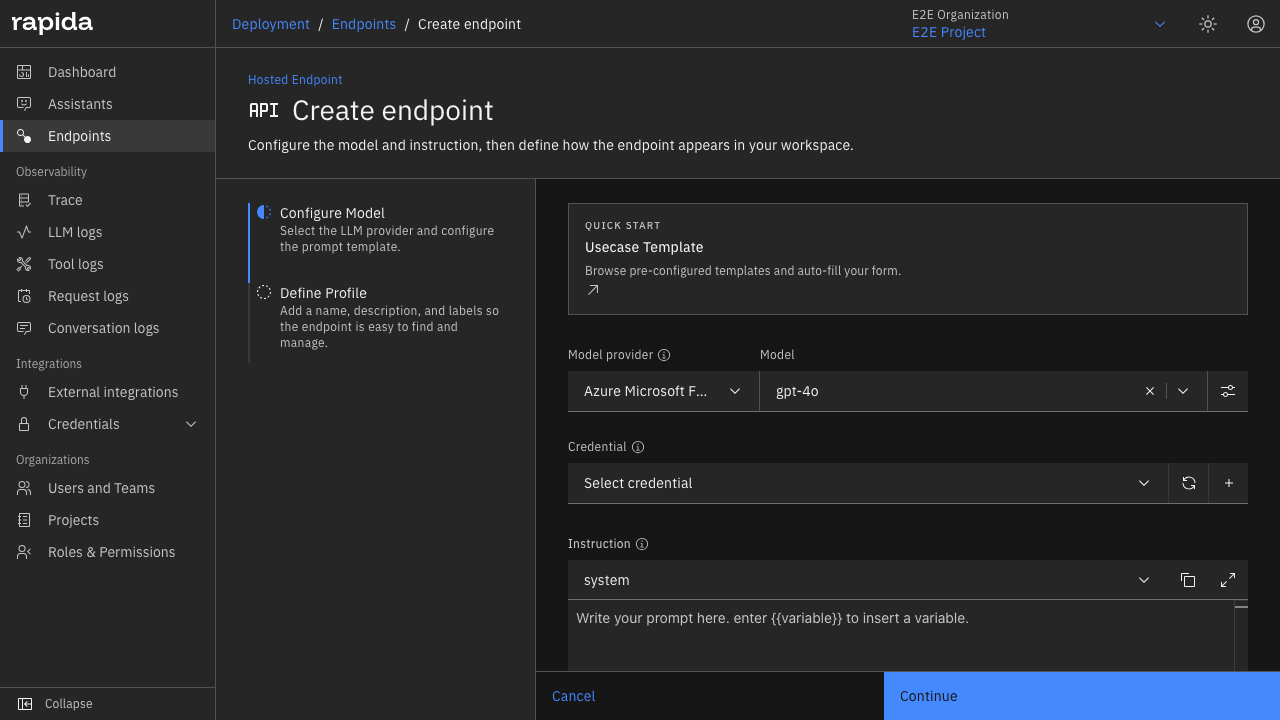 rapida
Deployment / Endpoints / Create endpoint
E2E Organization
E2E Project
Dashboard
Assistants
Endpoints
Observability
Trace
LLM logs
Tool logs
Request logs
Conversation logs
Integrations
External integrations
Credentials
Organizations
Users and Teams
Projects
Roles & Permissions
Collapse
Hosted Endpoint
API Create endpoint
Configure the model and instruction, then define how the endpoint appears in your workspace.
Configure Model
Select the LLM provider and configure
the prompt template.
Define Profile
Add a name, description, and labels so
the endpoint is easy to find and
manage.
QUICK START
Usecase Template
Browse pre-configured templates and auto-fill your form.
Model provider Model
Azure Microsoft F... gpt-4o
Credential
Select credential
Instruction
system
Write your prompt here. enter {{variable}} to insert a variable.
Cancel Continue